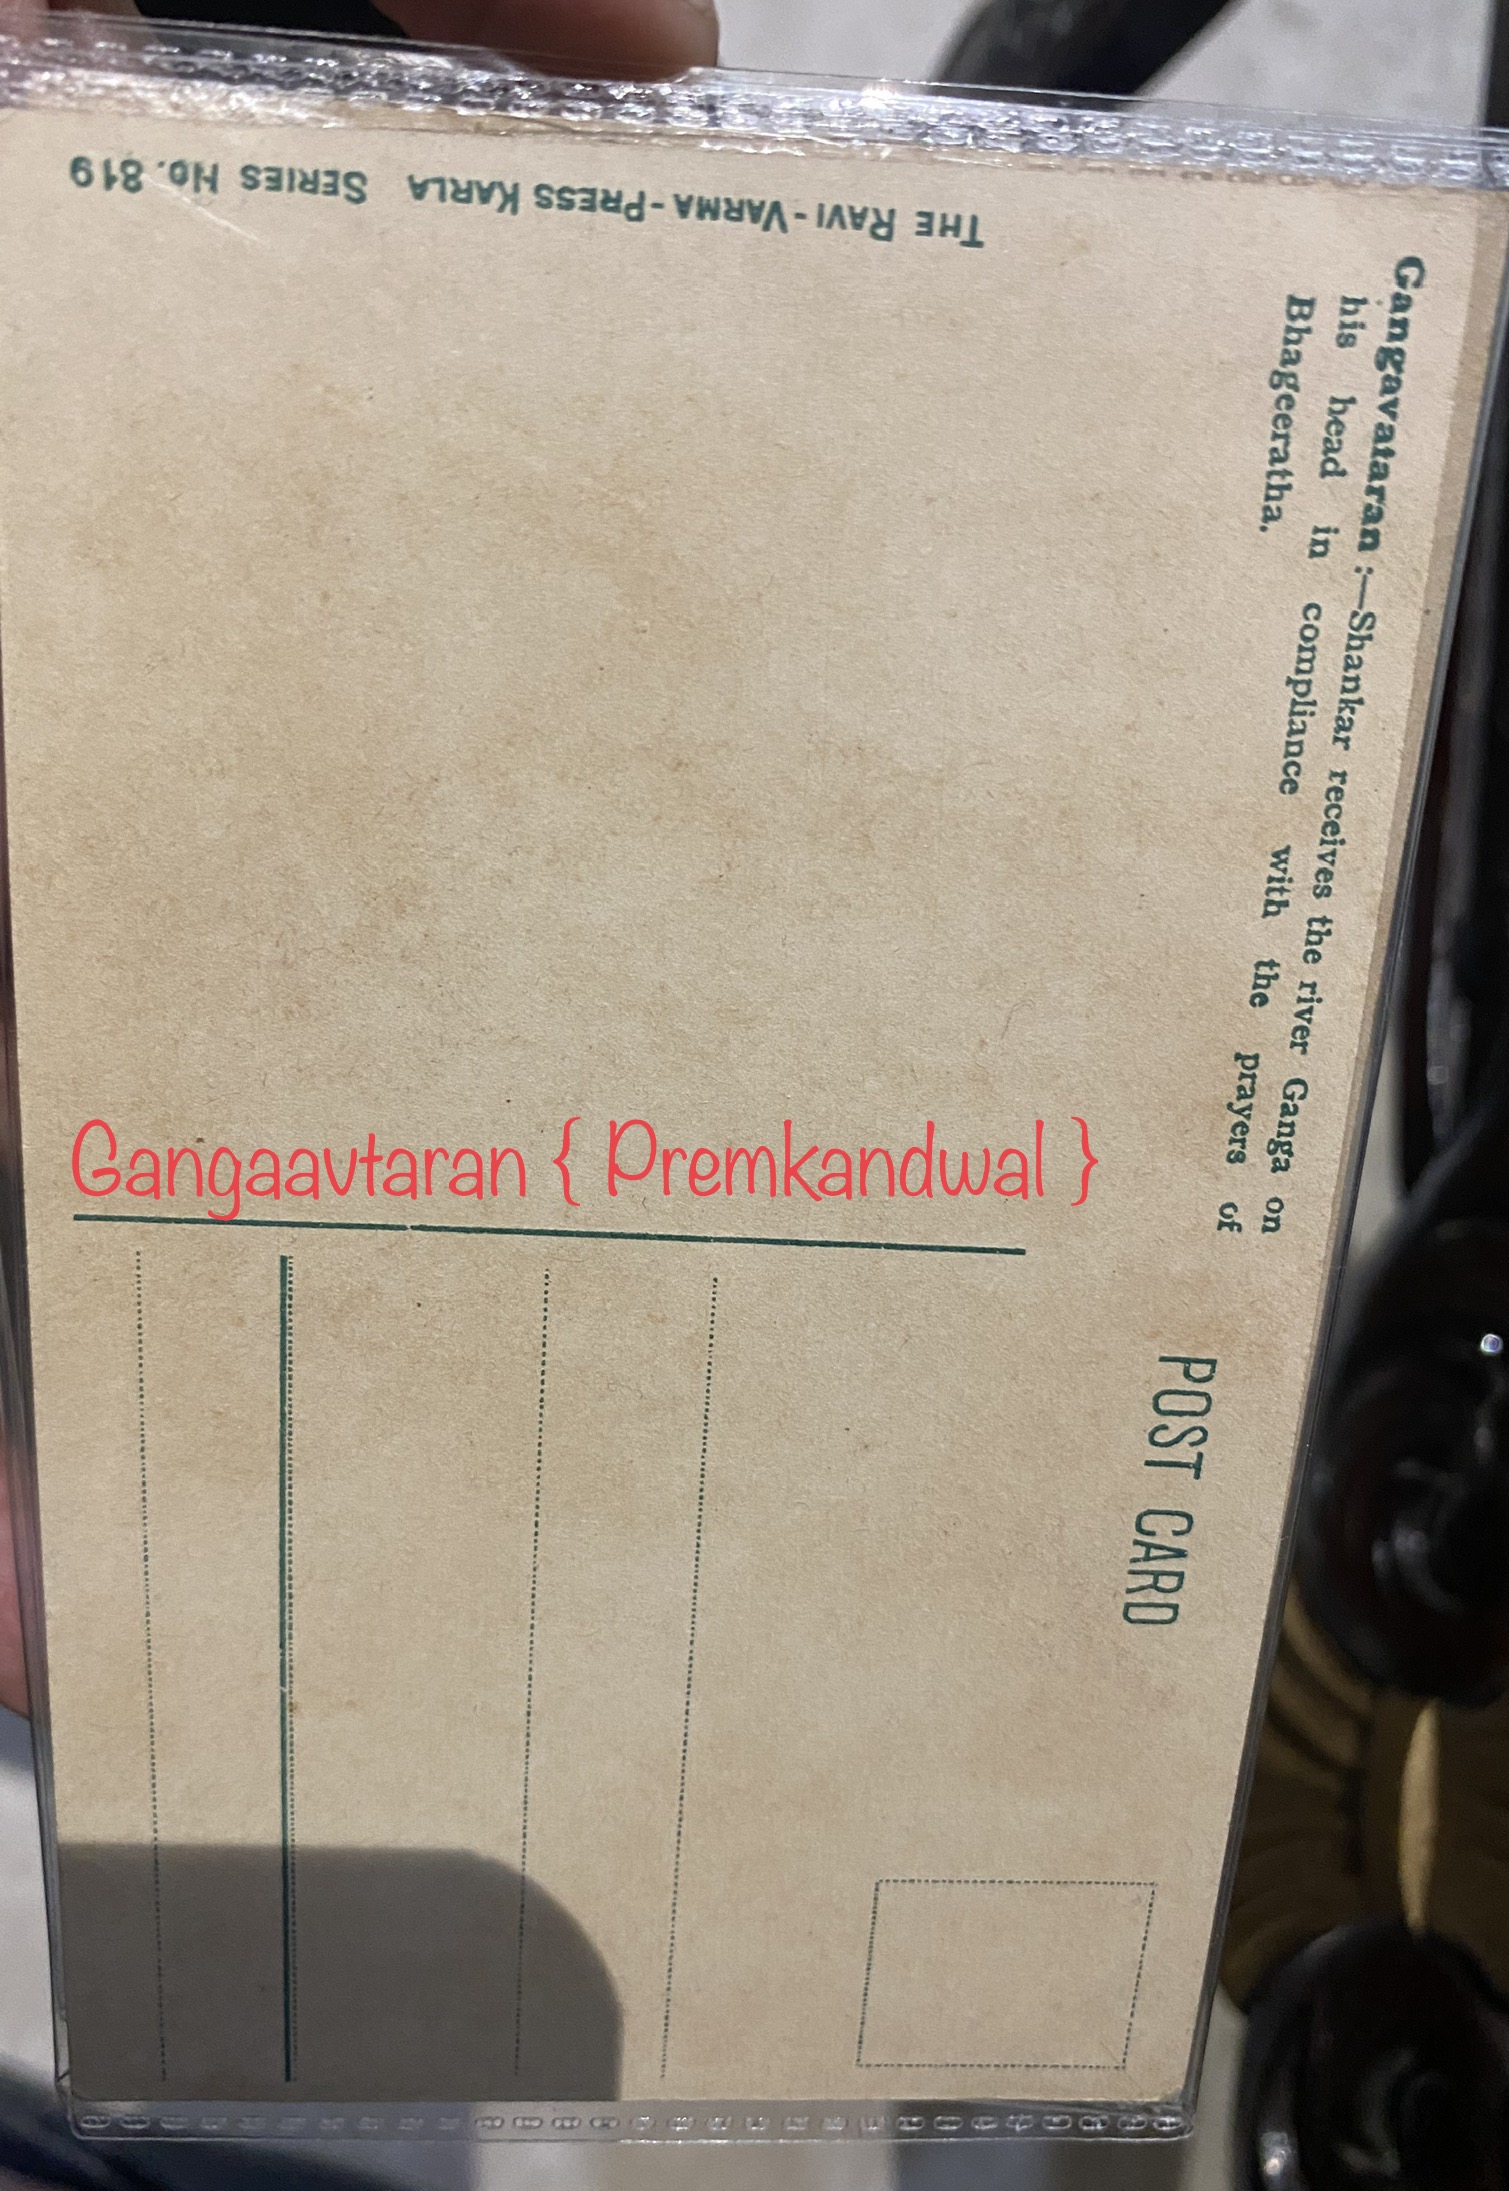 THE RAVI-VARMA-PRESS KARLA SERIES NO. 819
Gangavataran :—Shankar receives the river Ganga on
his head in compliance with the prayers of
Bhageeratha.
POST CARD
Gangaavtaran { Premkandwal }